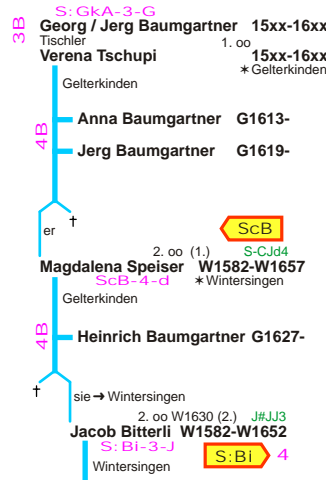 S:GkA-3-G
3B
Georg / Jerg Baumgartner 15xx-16xx
Tischler 1. oo
Verena Tschupi 15xx-16xx
✶Gelterkinden
Gelterkinden
4B
Anna Baumgartner G1613-
Jerg Baumgartner G1619-
er †
ScB
2. oo (1.) S-CJd4
Magdalena Speiser W1582-W1657
ScB-4-d ✶Wintersingen
Gelterkinden
4B
Heinrich Baumgartner G1627-
† sie → Wintersingen
2. oo W1630 (2.) J#JJ3
Jacob Bitterli W1582-W1652
S:Bi-3-J S:Bi 4
Wintersingen